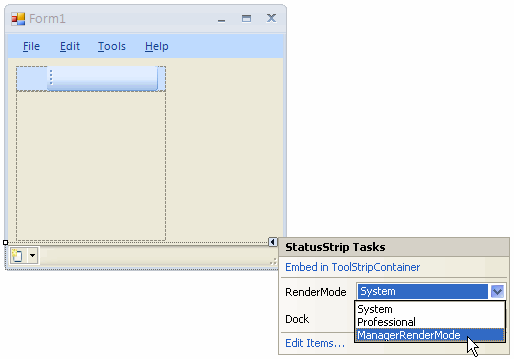 Form1
File Edit Tools Help
StatusStrip Tasks
Embed in ToolStripContainer
RenderMode System
System
Professional
ManagerRenderMode
Dock
Edit Items...